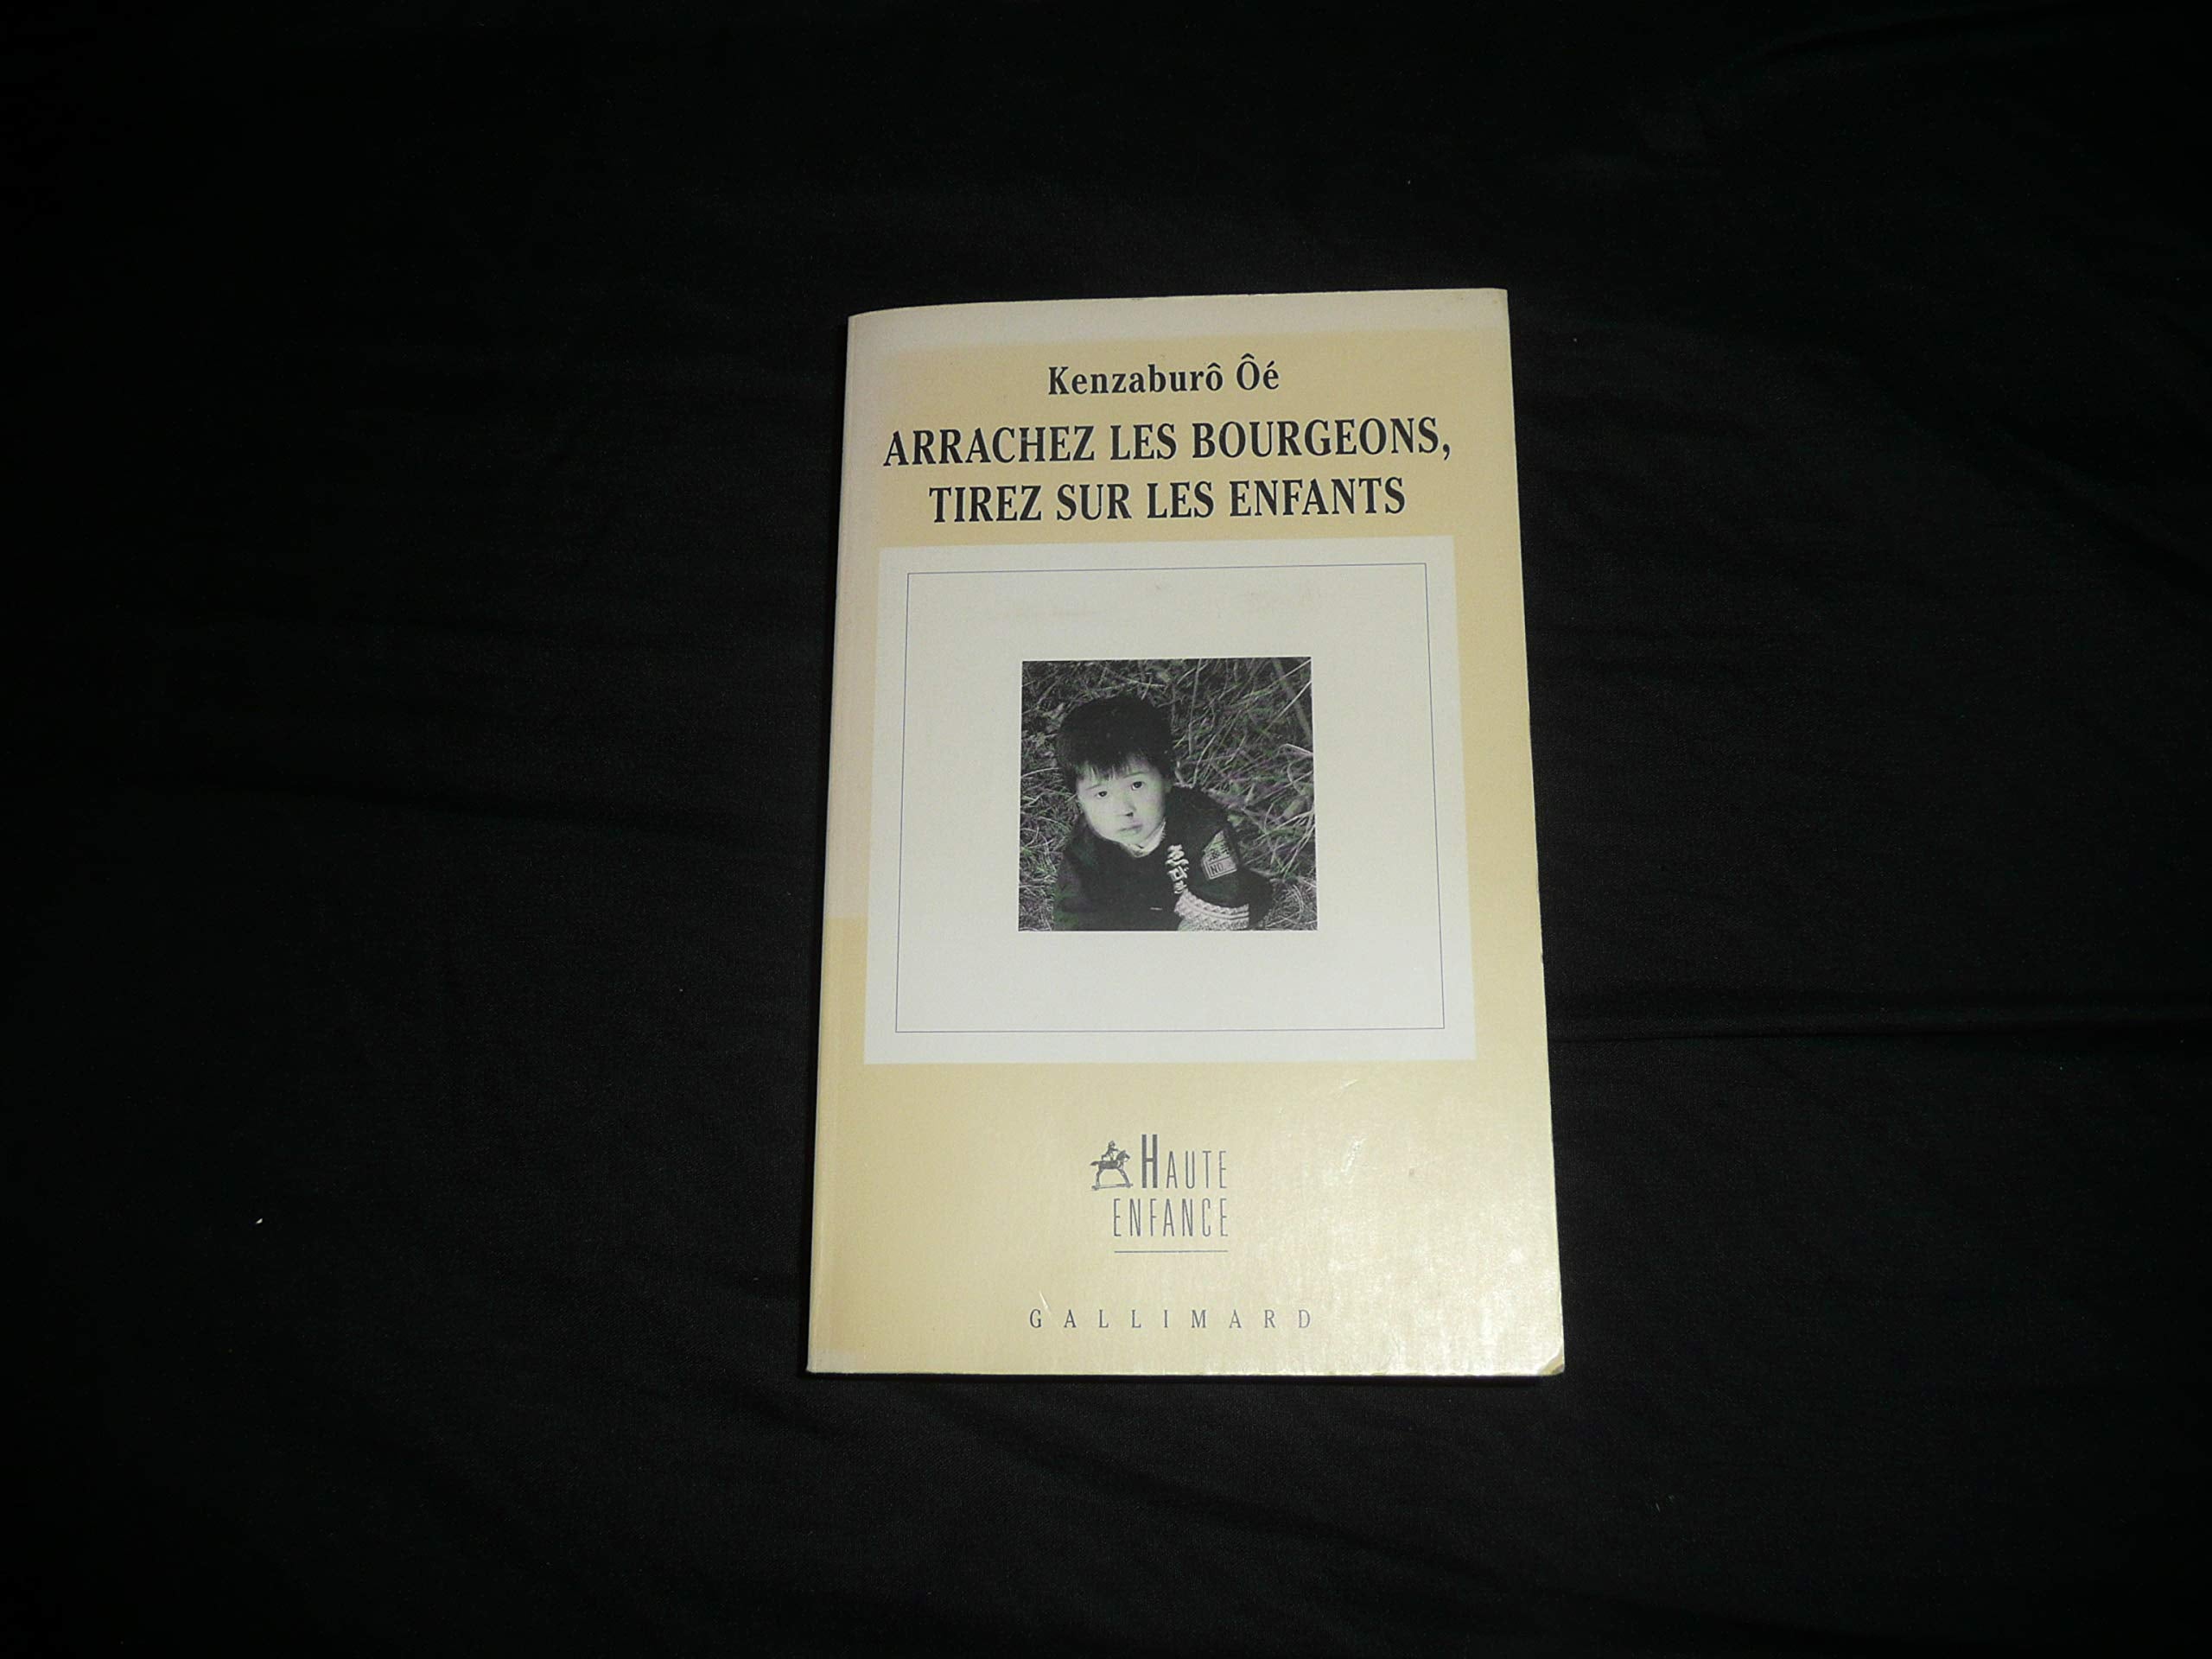 Kenzaburô Ôé
ARRACHEZ LES BOURGEONS,
TIREZ SUR LES ENFANTS
HAUTE
ENFANCE
GALLIMARD